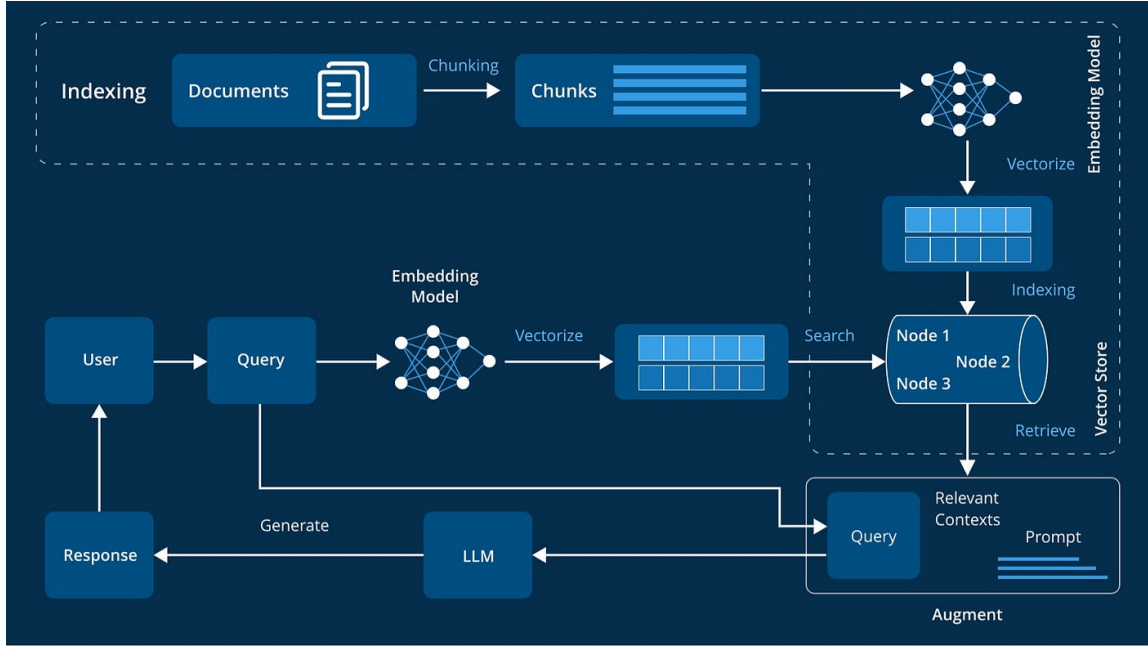 Indexing
Documents
Chunking
Chunks
Embedding Model
Vectorize
Indexing
Embedding
Model
User
Query
Vectorize
Search
Node 1
Node 2
Node 3
Vector Store
Retrieve
Response
Generate
LLM
Query
Relevant
Contexts
Prompt
Augment